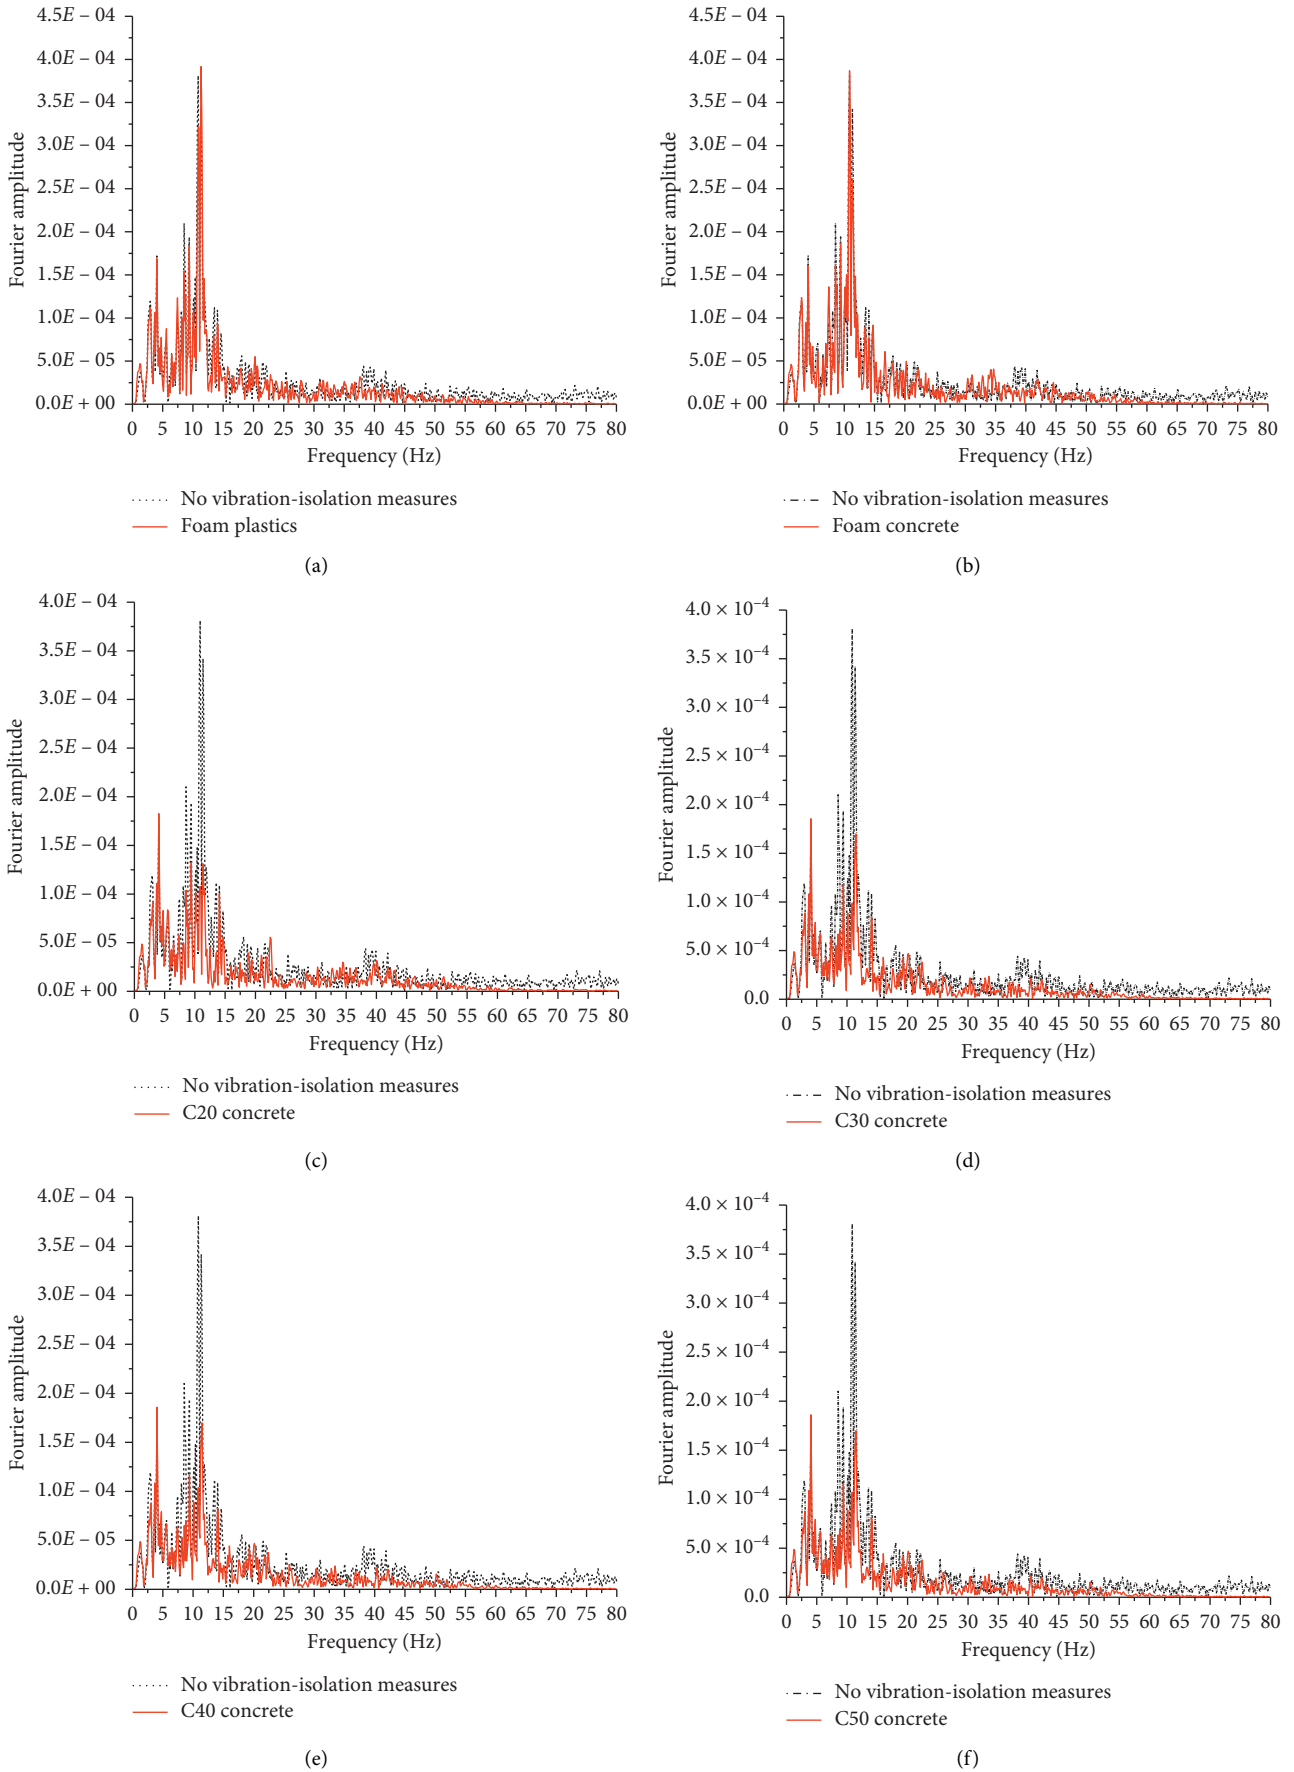 4.5E – 04
4.0E – 04
3.5E – 04
3.0E – 04
2.5E – 04
2.0E – 04
1.5E – 04
1.0E – 04
5.0E – 05
0.0E + 00
Fourier amplitude
0 5 10 15 20 25 30 35 40 45 50 55 60 65 70 75 80
Frequency (Hz)
No vibration-isolation measures
Foam plastics
(a)
4.5E – 04
4.0E – 04
3.5E – 04
3.0E – 04
2.5E – 04
2.0E – 04
1.5E – 04
1.0E – 04
5.0E – 05
0.0E + 00
Fourier amplitude
0 5 10 15 20 25 30 35 40 45 50 55 60 65 70 75 80
Frequency (Hz)
No vibration-isolation measures
Foam concrete
(b)
4.0E – 04
3.5E – 04
3.0E – 04
2.5E – 04
2.0E – 04
1.5E – 04
1.0E – 04
5.0E – 05
0.0E + 00
Fourier amplitude
0 5 10 15 20 25 30 35 40 45 50 55 60 65 70 75 80
Frequency (Hz)
No vibration-isolation measures
C20 concrete
(c)
4.0 × 10⁻⁴
3.5 × 10⁻⁴
3.0 × 10⁻⁴
2.5 × 10⁻⁴
2.0 × 10⁻⁴
1.5 × 10⁻⁴
1.0 × 10⁻⁴
5.0 × 10⁻⁴
0.0
Fourier amplitude
0 5 10 15 20 25 30 35 40 45 50 55 60 65 70 75 80
Frequency (Hz)
No vibration-isolation measures
C30 concrete
(d)
4.0E – 04
3.5E – 04
3.0E – 04
2.5E – 04
2.0E – 04
1.5E – 04
1.0E – 04
5.0E – 05
0.0E + 00
Fourier amplitude
0 5 10 15 20 25 30 35 40 45 50 55 60 65 70 75 80
Frequency (Hz)
No vibration-isolation measures
C40 concrete
(e)
4.0 × 10⁻⁴
3.5 × 10⁻⁴
3.0 × 10⁻⁴
2.5 × 10⁻⁴
2.0 × 10⁻⁴
1.5 × 10⁻⁴
1.0 × 10⁻⁴
5.0 × 10⁻⁴
0.0
Fourier amplitude
0 5 10 15 20 25 30 35 40 45 50 55 60 65 70 75 80
Frequency (Hz)
No vibration-isolation measures
C50 concrete
(f)